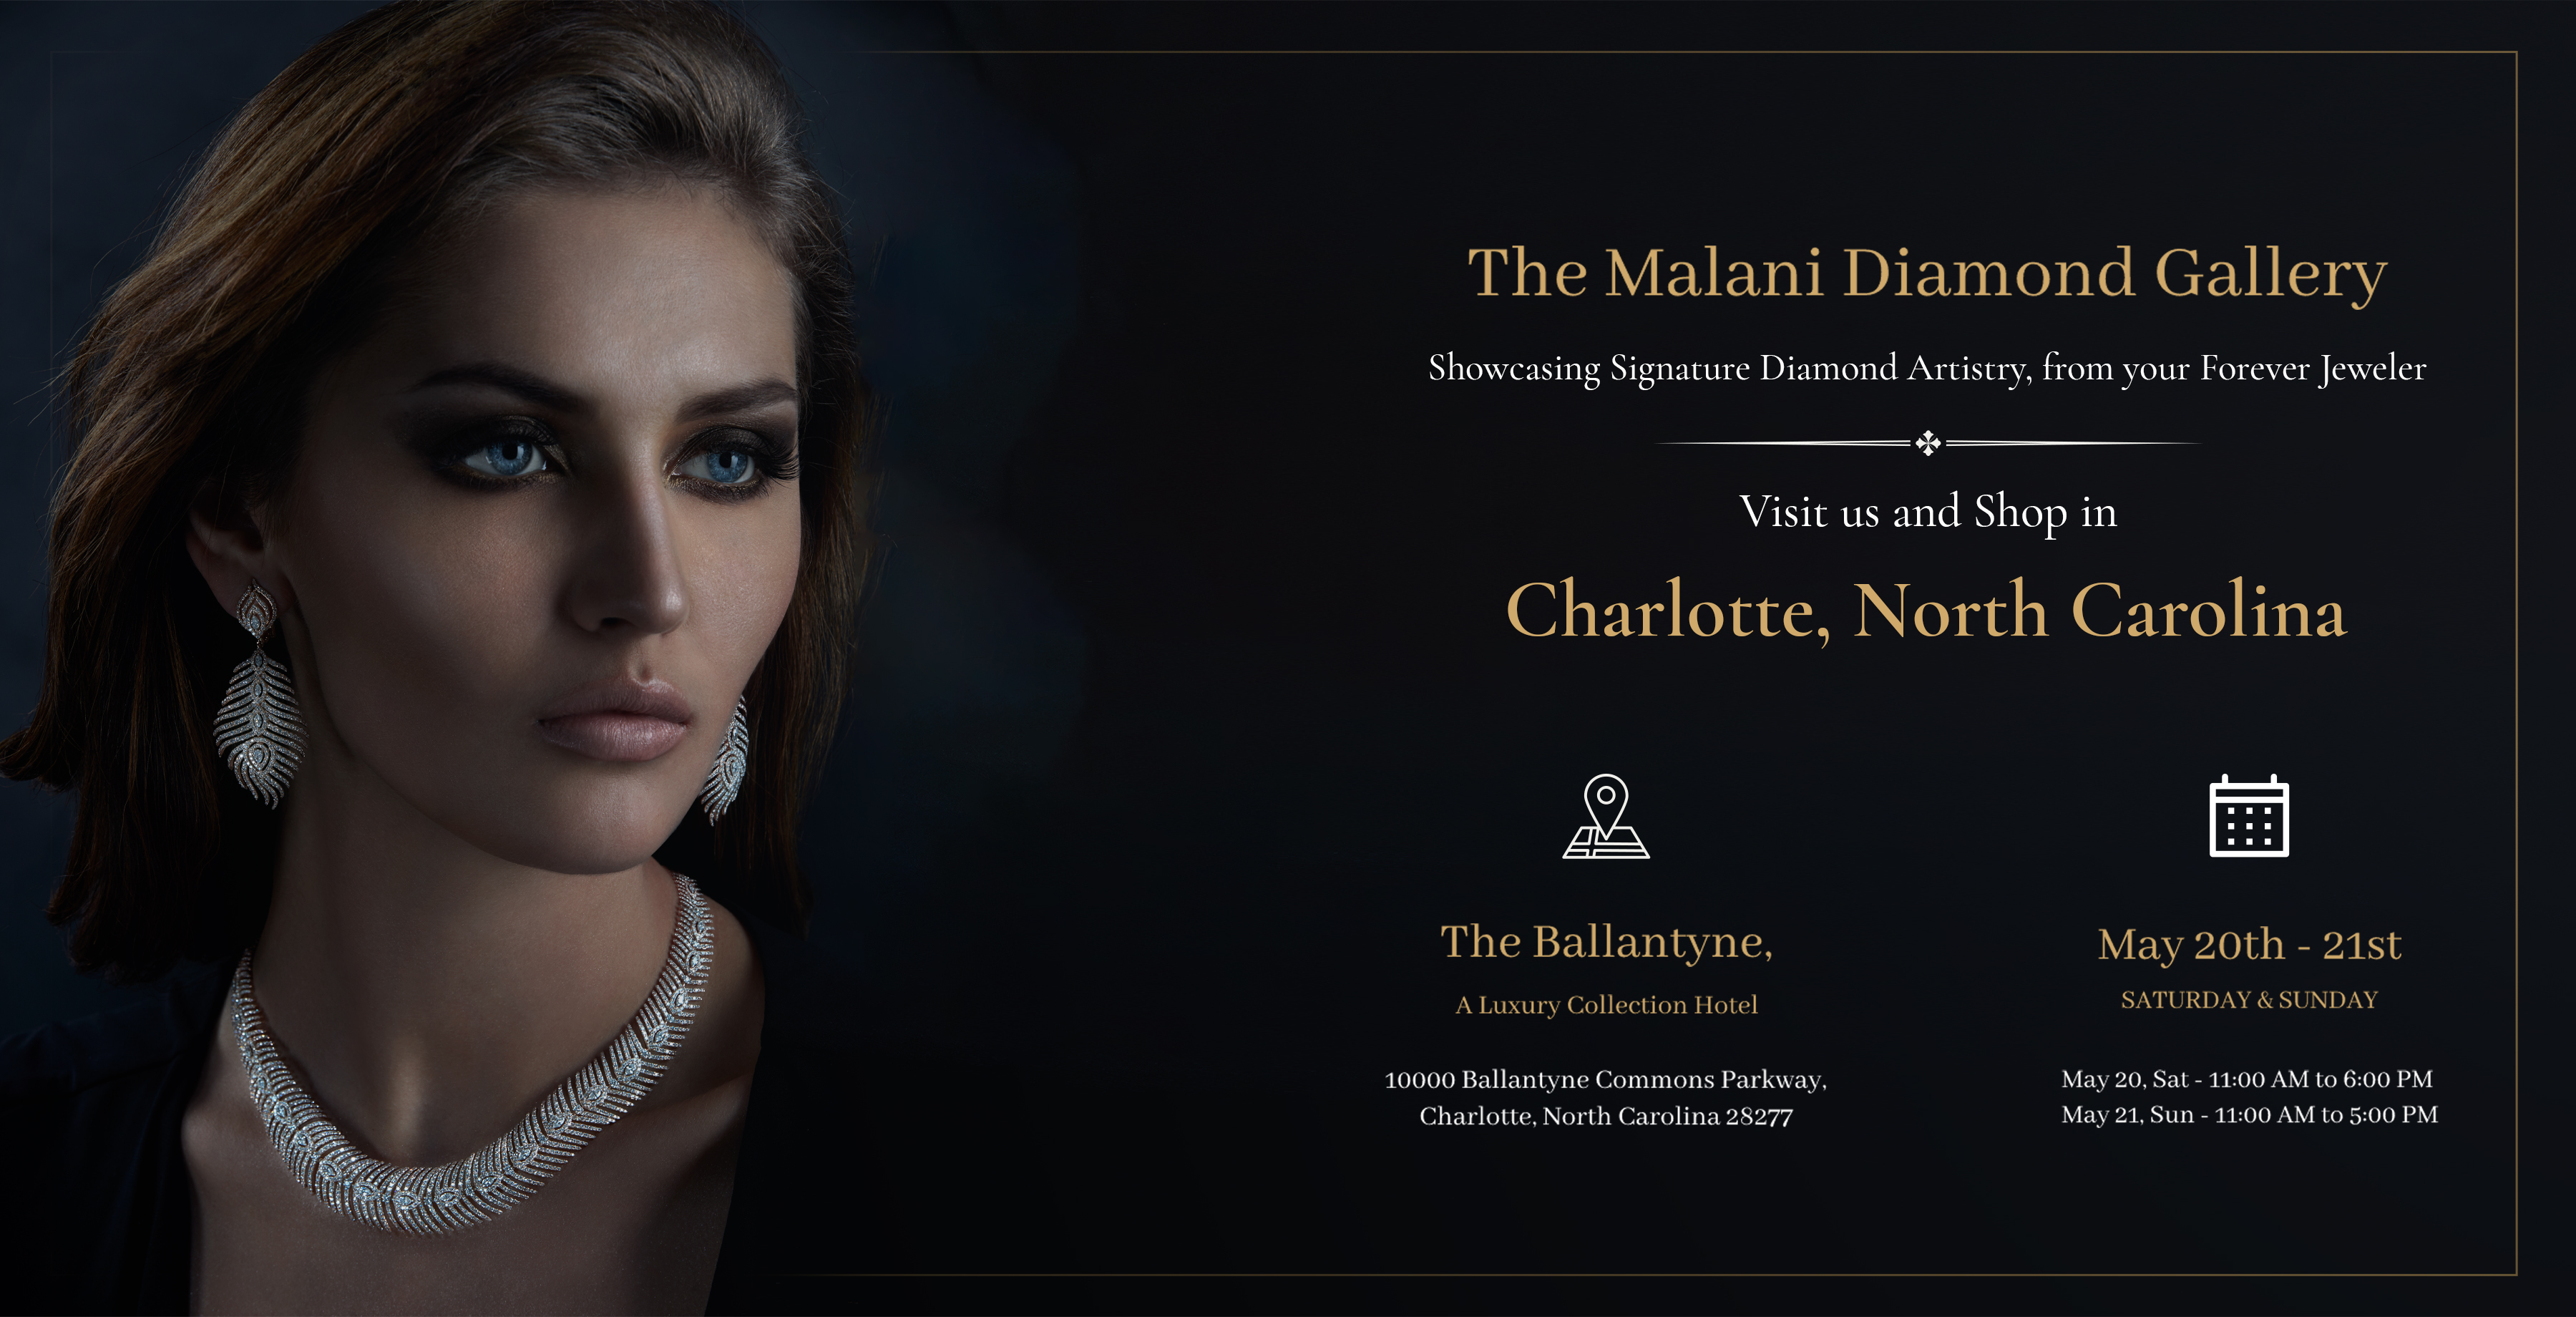 The Malani Diamond Gallery
Showcasing Signature Diamond Artistry, from your Forever Jeweler
Visit us and Shop in
Charlotte, North Carolina
The Ballantyne,
A Luxury Collection Hotel
10000 Ballantyne Commons Parkway,
Charlotte, North Carolina 28277
May 20th - 21st
SATURDAY & SUNDAY
May 20, Sat - 11:00 AM to 6:00 PM
May 21, Sun - 11:00 AM to 5:00 PM